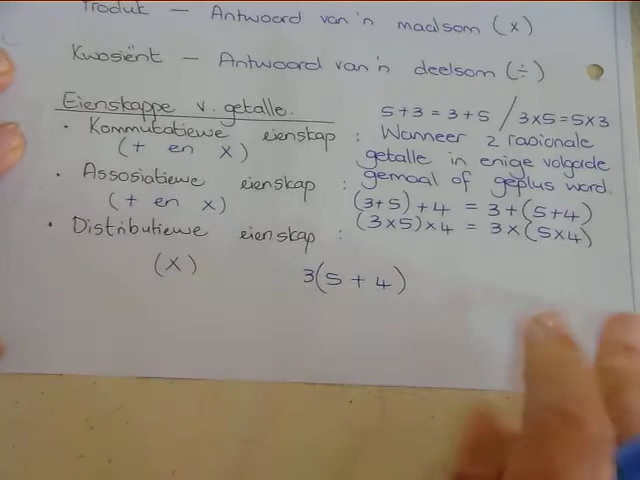 Produk — Antwoord van 'n maalsom (x)
Kwosiënt — Antwoord van 'n deelsom (÷)
Eienskappe v. getalle.
5+3 = 3+5 / 3x5 = 5x3
• Kommutatiewe eienskap : Wanneer 2 rasionale
(+ en x) getalle in enige volgorde
gemaal of geplus word.
• Assosiatiewe eienskap :
(+ en x) (3+5)+4 = 3+(5+4)
(3x5)x4 = 3x(5x4)
• Distributiewe eienskap :
(x) 3(5 + 4)